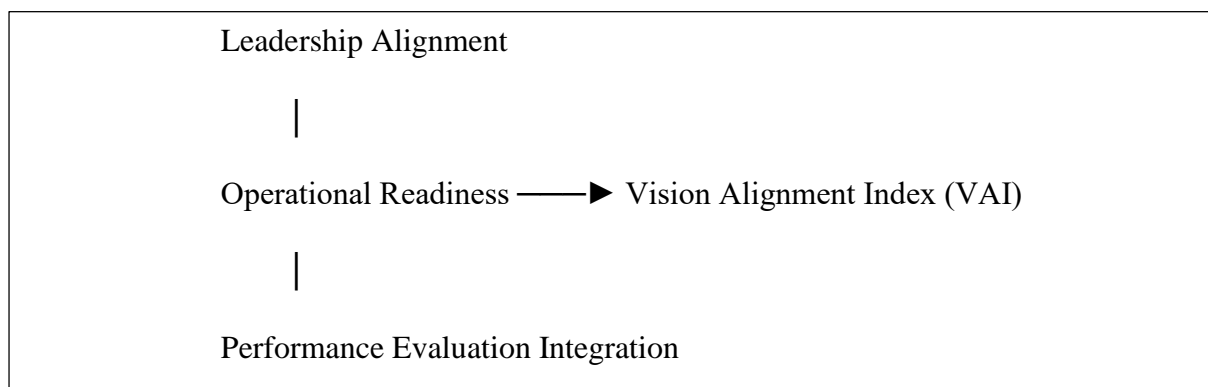 Leadership Alignment
Operational Readiness Vision Alignment Index (VAI)
Performance Evaluation Integration